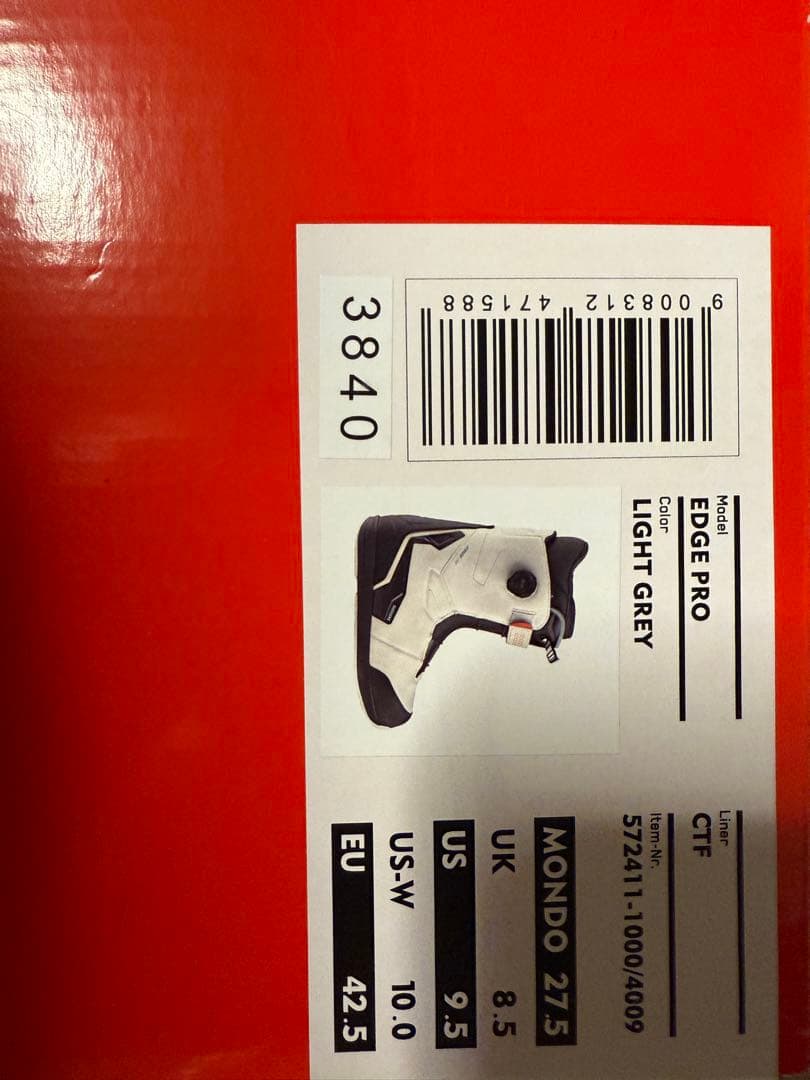 3840
9 008312 471588
Model
EDGE PRO
Color
LIGHT GREY
Liner
CTF
Item-Nr.
572411-1000/4009
MONDO 27.5
UK 8.5
US 9.5
US-W 10.0
EU 42.5